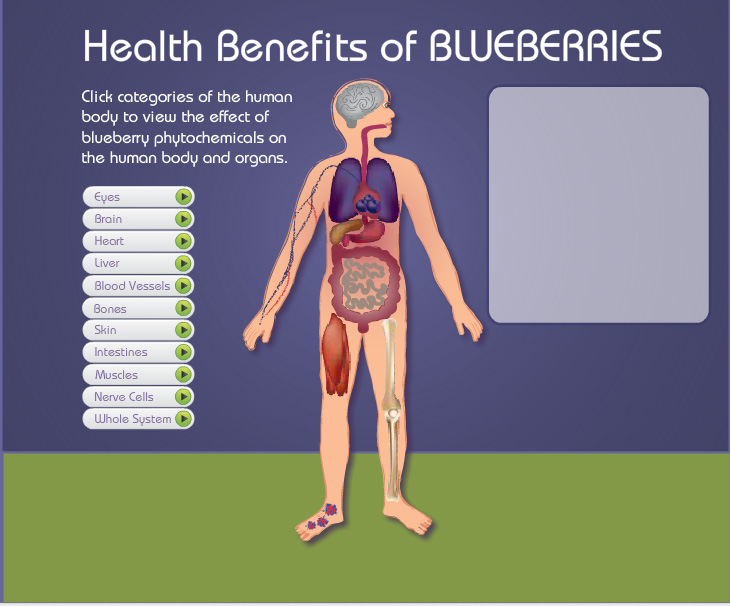 Health Benefits of BLUEBERRIES
Click categories of the human
body to view the effect of
blueberry phytochemicals on
the human body and organs.
Eyes
Brain
Heart
Liver
Blood Vessels
Bones
Skin
Intestines
Muscles
Nerve Cells
Whole System